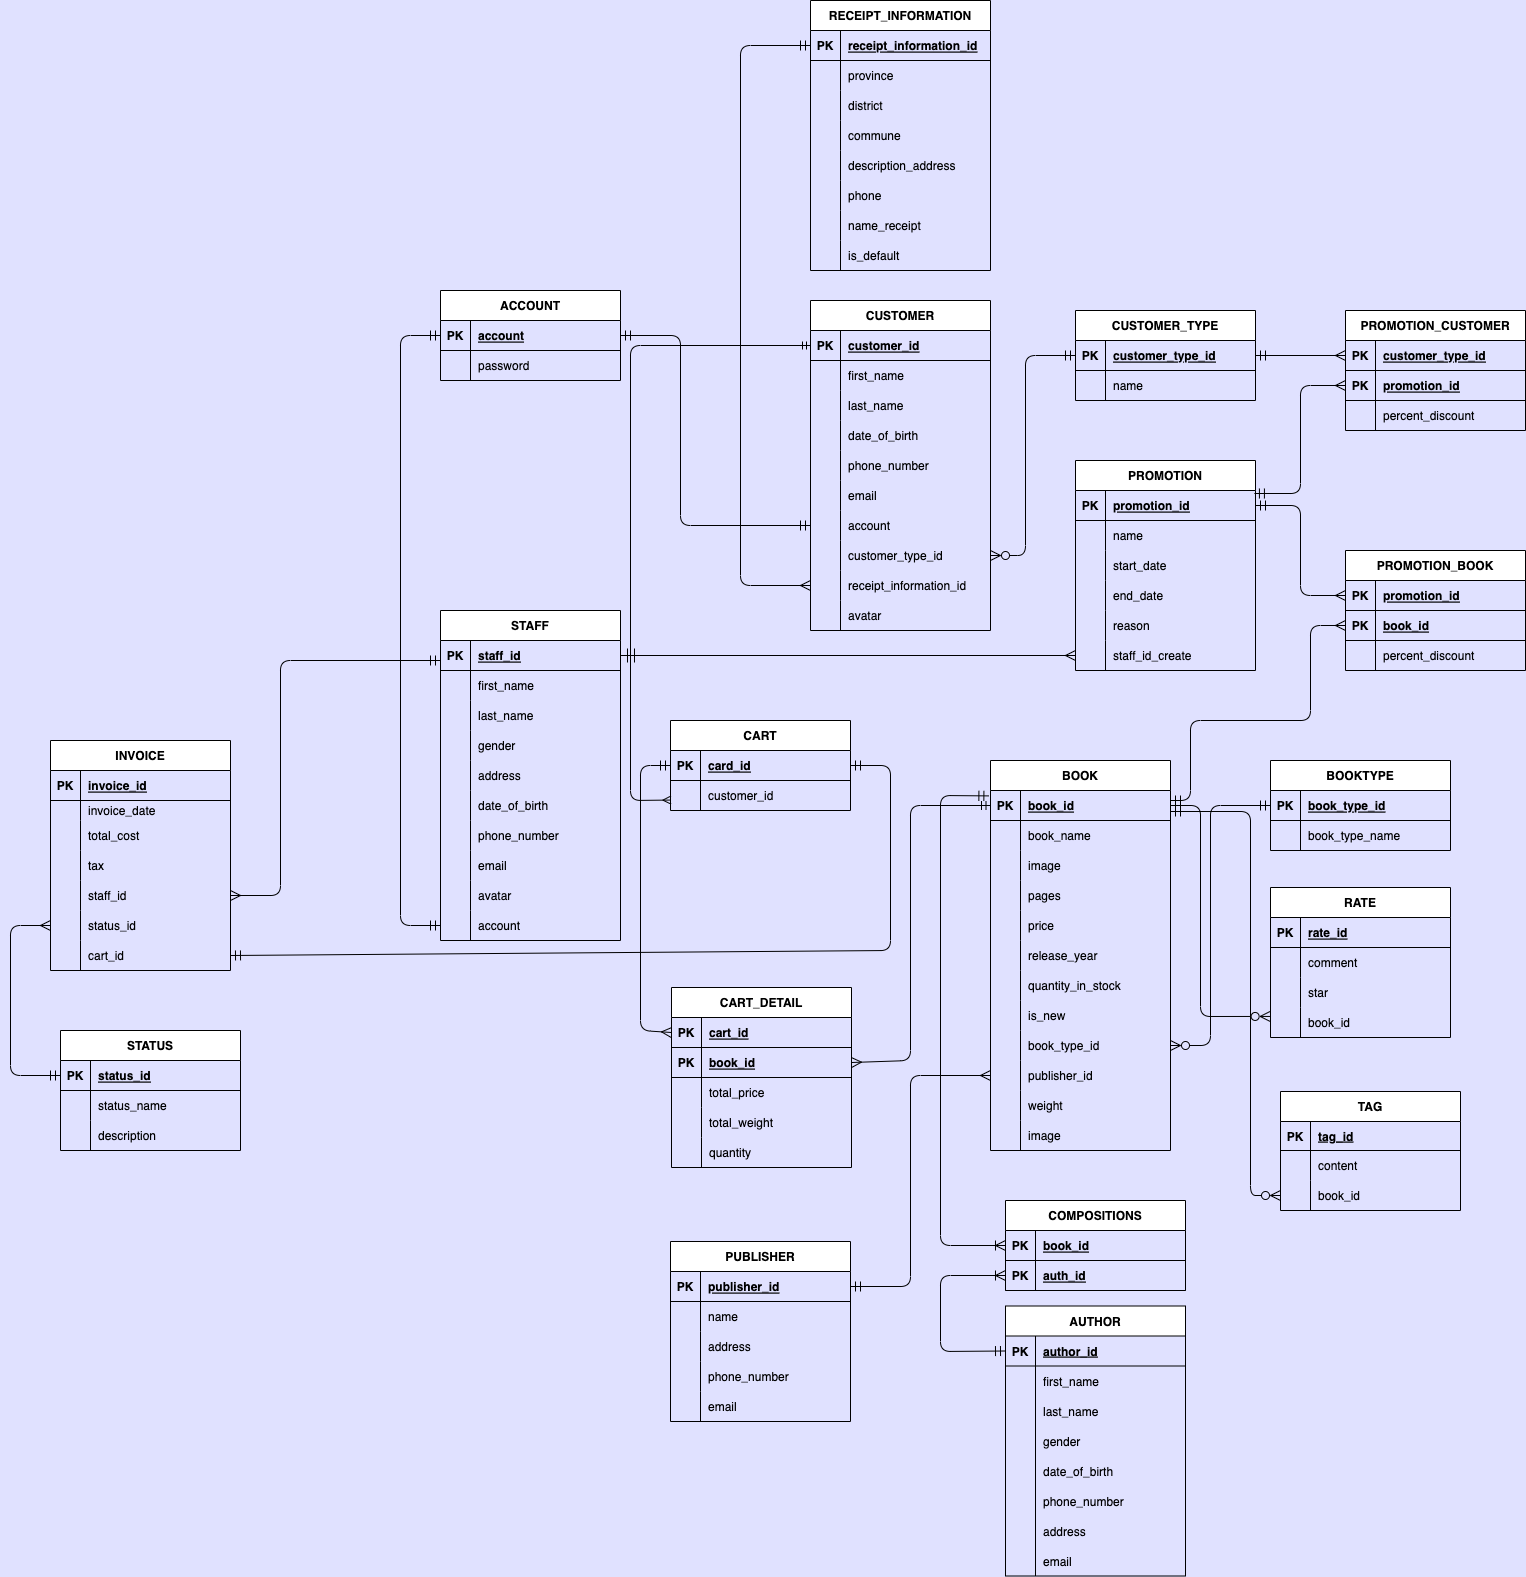 RECEIPT_INFORMATION
PK receipt_information_id
province
district
commune
description_address
phone
name_receipt
is_default
ACCOUNT
PK account
password
CUSTOMER
PK customer_id
first_name
last_name
date_of_birth
phone_number
email
account
customer_type_id
receipt_information_id
avatar
CUSTOMER_TYPE
PK customer_type_id
name
PROMOTION_CUSTOMER
PK customer_type_id
PK promotion_id
percent_discount
PROMOTION
PK promotion_id
name
start_date
end_date
reason
staff_id_create
PROMOTION_BOOK
PK promotion_id
PK book_id
percent_discount
STAFF
PK staff_id
first_name
last_name
gender
address
date_of_birth
phone_number
email
avatar
account
INVOICE
PK invoice_id
invoice_date
total_cost
tax
staff_id
status_id
cart_id
CART
PK card_id
customer_id
BOOK
PK book_id
book_name
image
pages
price
release_year
quantity_in_stock
is_new
book_type_id
publisher_id
weight
image
BOOKTYPE
PK book_type_id
book_type_name
RATE
PK rate_id
comment
star
book_id
CART_DETAIL
PK cart_id
PK book_id
total_price
total_weight
quantity
STATUS
PK status_id
status_name
description
TAG
PK tag_id
content
book_id
COMPOSITIONS
PK book_id
PK auth_id
PUBLISHER
PK publisher_id
name
address
phone_number
email
AUTHOR
PK author_id
first_name
last_name
gender
date_of_birth
phone_number
address
email